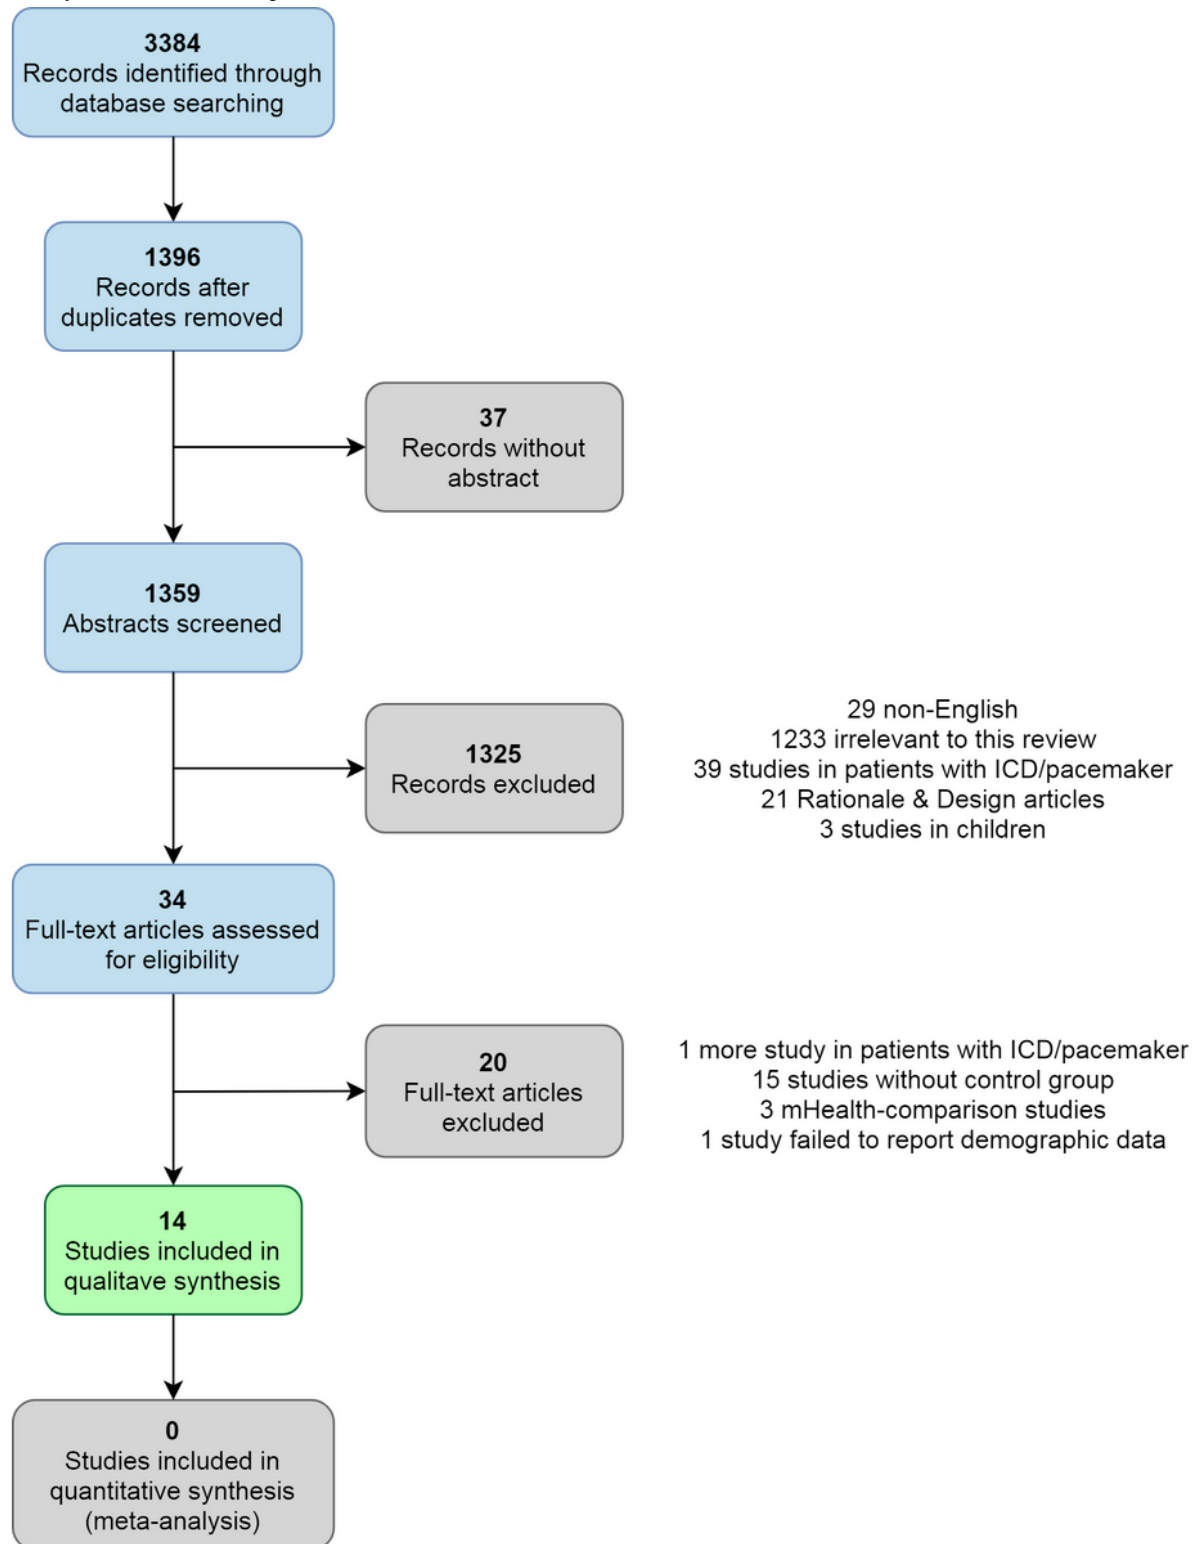 3384
Records identified through
database searching
1396
Records after
duplicates removed
37
Records without
abstract
1359
Abstracts screened
1325
Records excluded
29 non-English
1233 irrelevant to this review
39 studies in patients with ICD/pacemaker
21 Rationale & Design articles
3 studies in children
34
Full-text articles assessed
for eligibility
20
Full-text articles
excluded
1 more study in patients with ICD/pacemaker
15 studies without control group
3 mHealth-comparison studies
1 study failed to report demographic data
14
Studies included in
qualitave synthesis
0
Studies included in
quantitative synthesis
(meta-analysis)